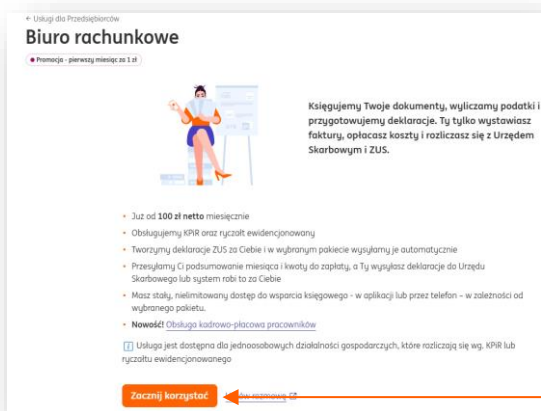 ← Usługi dla Przedsiębiorców
Biuro rachunkowe
Promocja - pierwszy miesiąc za 1 zł
Księgujemy Twoje dokumenty, wyliczamy podatki i
przygotowujemy deklaracje. Ty tylko wystawiasz
faktury, opłacasz koszty i rozliczasz się z Urzędem
Skarbowym i ZUS.
• Już od 100 zł netto miesięcznie
• Obsługujemy KPiR oraz ryczałt ewidencjonowany
• Tworzymy deklaracje ZUS za Ciebie i w wybranym pakiecie wysyłamy je automatycznie
• Przesyłamy Ci podsumowanie miesiąca i kwoty do zapłaty, a Ty wysyłasz deklaracje do Urzędu
Skarbowego lub system robi to za Ciebie
• Masz stały, nielimitowany dostęp do wsparcia księgowego - w aplikacji lub przez telefon – w zależności od
wybranego pakietu.
• Nowość! Obsługa kadrowo-płacowa pracowników
i Usługa jest dostępna dla jednoosobowych działalności gospodarczych, które rozliczają się wg. KPiR lub
ryczałtu ewidencjonowanego
Zacznij korzystać rozmowę